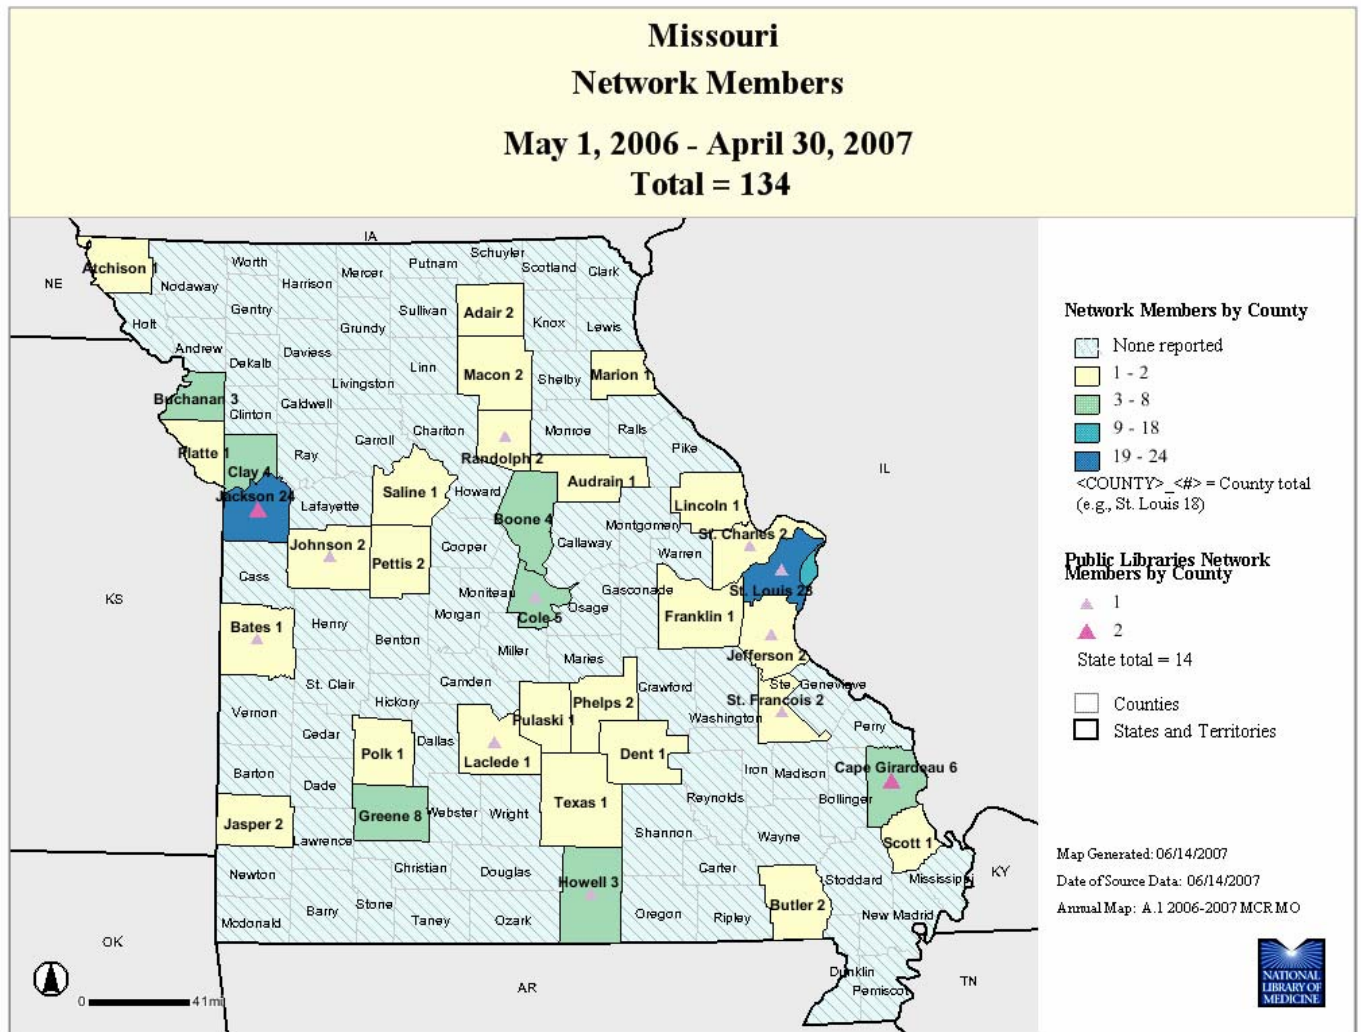 Missouri
Network Members
May 1, 2006 - April 30, 2007
Total = 134
IA
NE
Atchison 1
Nodaway
Worth
Harrison
Mercer
Putnam
Schuyler
Scotland
Clark
Holt
Gentry
Grundy
Sullivan
Adair 2
Knox
Lewis
Andrew
Dekalb
Daviess
Livingston
Linn
Macon 2
Shelby
Marion 1
Buchanan 3
Clinton
Caldwell
Carroll
Chariton
Randolph 2
Monroe
Ralls
Pike
Platte 1
Clay 4
Ray
Saline 1
Howard
Audrain 1
Lincoln 1
IL
Jackson 24
Lafayette
Johnson 2
Pettis 2
Cooper
Boone 4
Callaway
Montgomery
Warren
St. Charles 2
KS
Cass
Moniteau
Cole 5
Osage
Gasconade
Franklin 1
St. Louis 23
Bates 1
Henry
Benton
Morgan
Miller
Maries
Jefferson 2
St. Clair
Hickory
Camden
Pulaski 1
Phelps 2
Crawford
Washington
Ste. Genevieve
St. Francois 2
Vernon
Cedar
Polk 1
Dallas
Laclede 1
Dent 1
Iron
Madison
Perry
Cape Girardeau 6
Barton
Dade
Greene 8
Webster
Wright
Texas 1
Reynolds
Bollinger
Jasper 2
Lawrence
Shannon
Wayne
Scott 1
Newton
Christian
Douglas
Howell 3
Carter
Stoddard
Mississippi
KY
Mcdonald
Barry
Stone
Taney
Ozark
Oregon
Ripley
Butler 2
New Madrid
OK
AR
Dunklin
Pemiscot
TN
0 41mi
Network Members by County
None reported
1 - 2
3 - 8
9 - 18
19 - 24
<COUNTY>_<#> = County total
(e.g., St. Louis 18)
Public Libraries Network
Members by County
1
2
State total = 14
Counties
States and Territories
Map Generated: 06/14/2007
Date of Source Data: 06/14/2007
Annual Map: A.1 2006-2007 MCR MO
NATIONAL
LIBRARY OF
MEDICINE